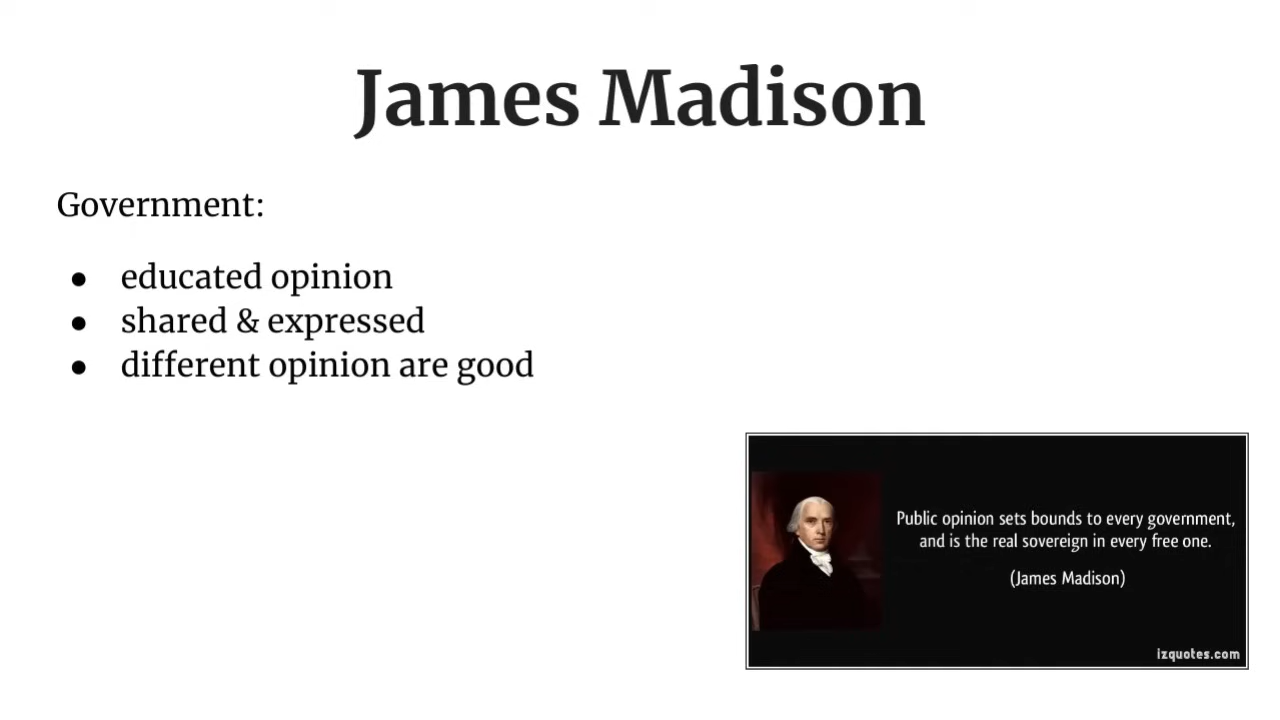 James Madison
Government:
● educated opinion
● shared & expressed
● different opinion are good
Public opinion sets bounds to every government,
and is the real sovereign in every free one.
(James Madison)
izquotes.com